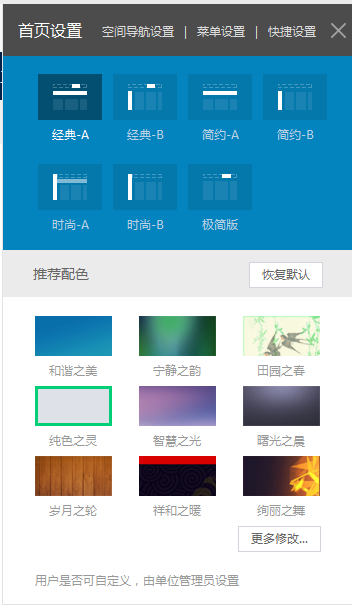 首页设置 空间导航设置 | 菜单设置 | 快捷设置
经典-A 经典-B 简约-A 简约-B
时尚-A 时尚-B 极简版
推荐配色 恢复默认
和谐之美 宁静之韵 田园之春
纯色之灵 智慧之光 曙光之晨
岁月之轮 祥和之暖 绚丽之舞
更多修改...
用户是否可自定义，由单位管理员设置